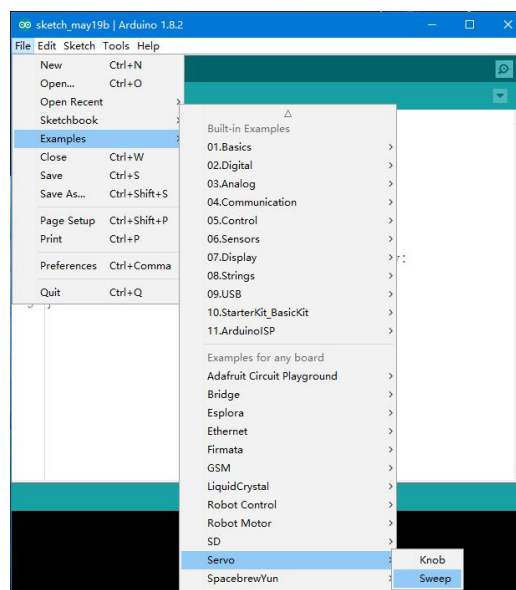 sketch_may19b | Arduino 1.8.2
File Edit Sketch Tools Help
New Ctrl+N
Open... Ctrl+O
Open Recent
Sketchbook
Examples
Close Ctrl+W
Save Ctrl+S
Save As... Ctrl+Shift+S
Page Setup Ctrl+Shift+P
Print Ctrl+P
Preferences Ctrl+Comma
Quit Ctrl+Q
Built-in Examples
01.Basics
02.Digital
03.Analog
04.Communication
05.Control
06.Sensors
07.Display
08.Strings
09.USB
10.StarterKit_BasicKit
11.ArduinoISP
Examples for any board
Adafruit Circuit Playground
Bridge
Esplora
Ethernet
Firmata
GSM
LiquidCrystal
Robot Control
Robot Motor
SD
Servo
SpacebrewYun
Knob
Sweep